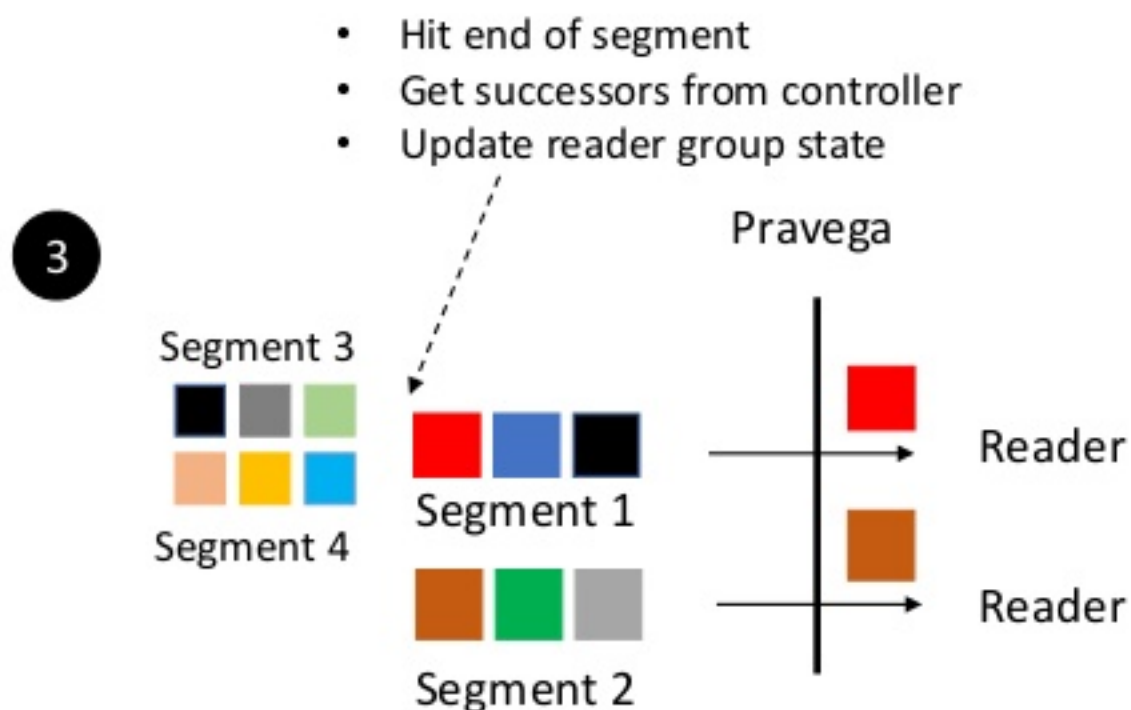 • Hit end of segment
• Get successors from controller
• Update reader group state
Pravega
3
Segment 3
Segment 4
Segment 1
Segment 2
Reader
Reader